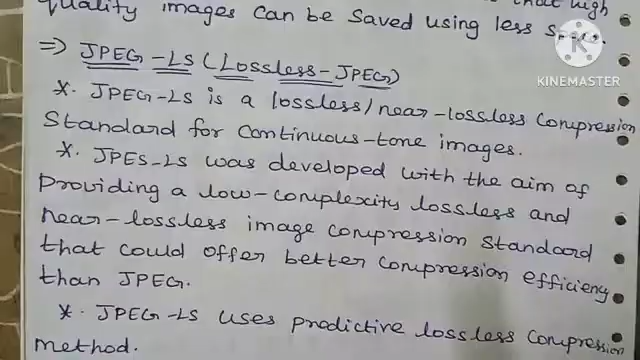 quality images can be saved using less space.
⇒ JPEG-LS (Lossless-JPEG)
*. JPEG-LS is a lossless/near-lossless compression
Standard for continuous-tone images.
*. JPES-LS was developed with the aim of
Providing a low-complexity lossless and
near-lossless image compression standard
that could offer better compression efficieny
than JPEG.
*. JPEG-LS uses predictive lossless compression
method.
KINEMASTER